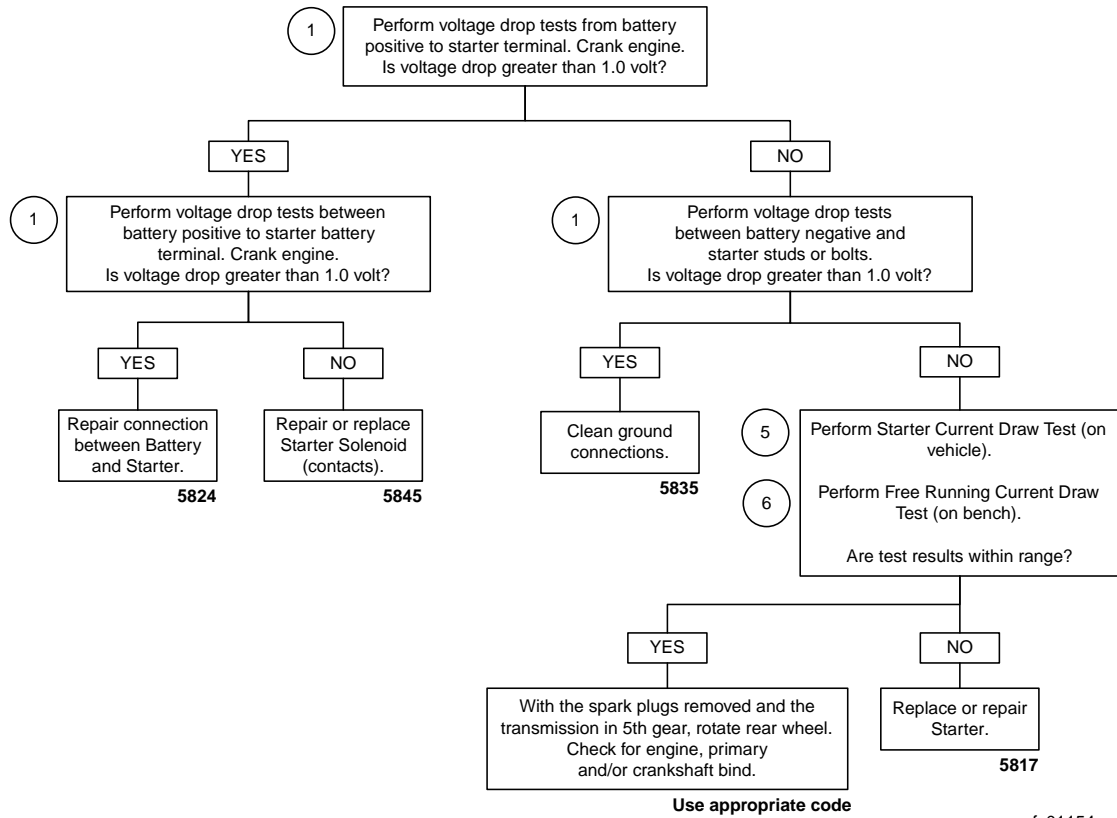 1
Perform voltage drop tests from battery
positive to starter terminal. Crank engine.
Is voltage drop greater than 1.0 volt?
YES
NO
1
Perform voltage drop tests between
battery positive to starter battery
terminal. Crank engine.
Is voltage drop greater than 1.0 volt?
1
Perform voltage drop tests
between battery negative and
starter studs or bolts.
Is voltage drop greater than 1.0 volt?
YES
NO
YES
NO
Repair connection
between Battery
and Starter.
5824
Repair or replace
Starter Solenoid
(contacts).
5845
Clean ground
connections.
5835
5
Perform Starter Current Draw Test (on
vehicle).
6
Perform Free Running Current Draw
Test (on bench).
Are test results within range?
YES
NO
With the spark plugs removed and the
transmission in 5th gear, rotate rear wheel.
Check for engine, primary
and/or crankshaft bind.
Use appropriate code
Replace or repair
Starter.
5817